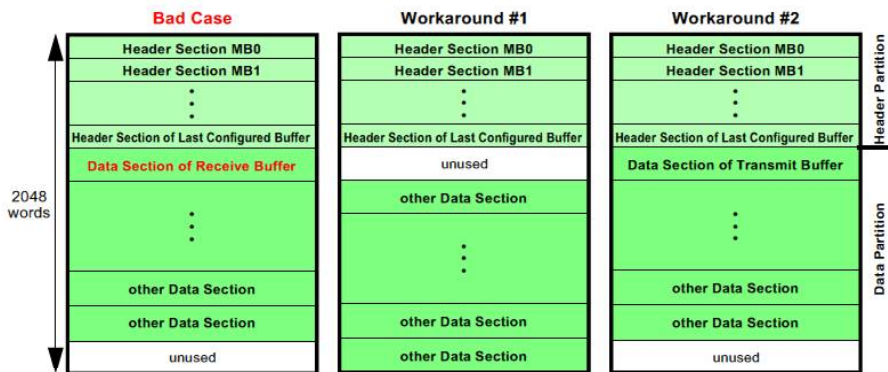 Bad Case
Header Section MB0
Header Section MB1
Header Section of Last Configured Buffer
Data Section of Receive Buffer
other Data Section
other Data Section
unused
2048
words
Workaround #1
Header Section MB0
Header Section MB1
Header Section of Last Configured Buffer
unused
other Data Section
other Data Section
other Data Section
Workaround #2
Header Section MB0
Header Section MB1
Header Section of Last Configured Buffer
Data Section of Transmit Buffer
other Data Section
other Data Section
unused
Header Partition
Data Partition